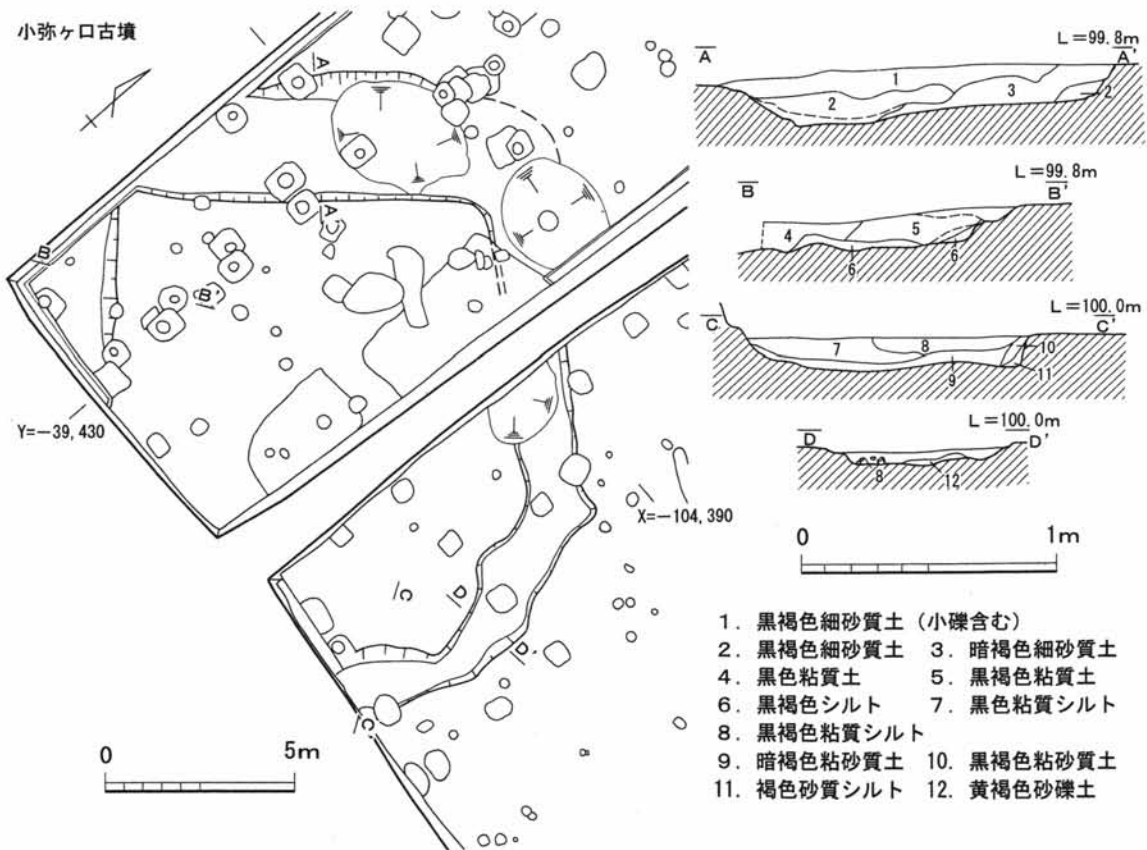 小弥ヶ口古墳
A
A
B
B'
Y=-39,430
X=-104,390
C
C'
D
D'
0 5m
L=99.8m
A A'
1
2 3 2
L=99.8m
B B'
4 5
6 6
L=100.0m
C C'
7 8 10
9 11
L=100.0m
D D'
8 12
0 1m
1. 黒褐色細砂質土(小礫含む)
2. 黒褐色細砂質土 3. 暗褐色細砂質土
4. 黒色粘質土 5. 黒褐色粘質土
6. 黒褐色シルト 7. 黒色粘質シルト
8. 黒褐色粘質シルト
9. 暗褐色粘砂質土 10. 黒褐色粘砂質土
11. 褐色砂質シルト 12. 黄褐色砂礫土